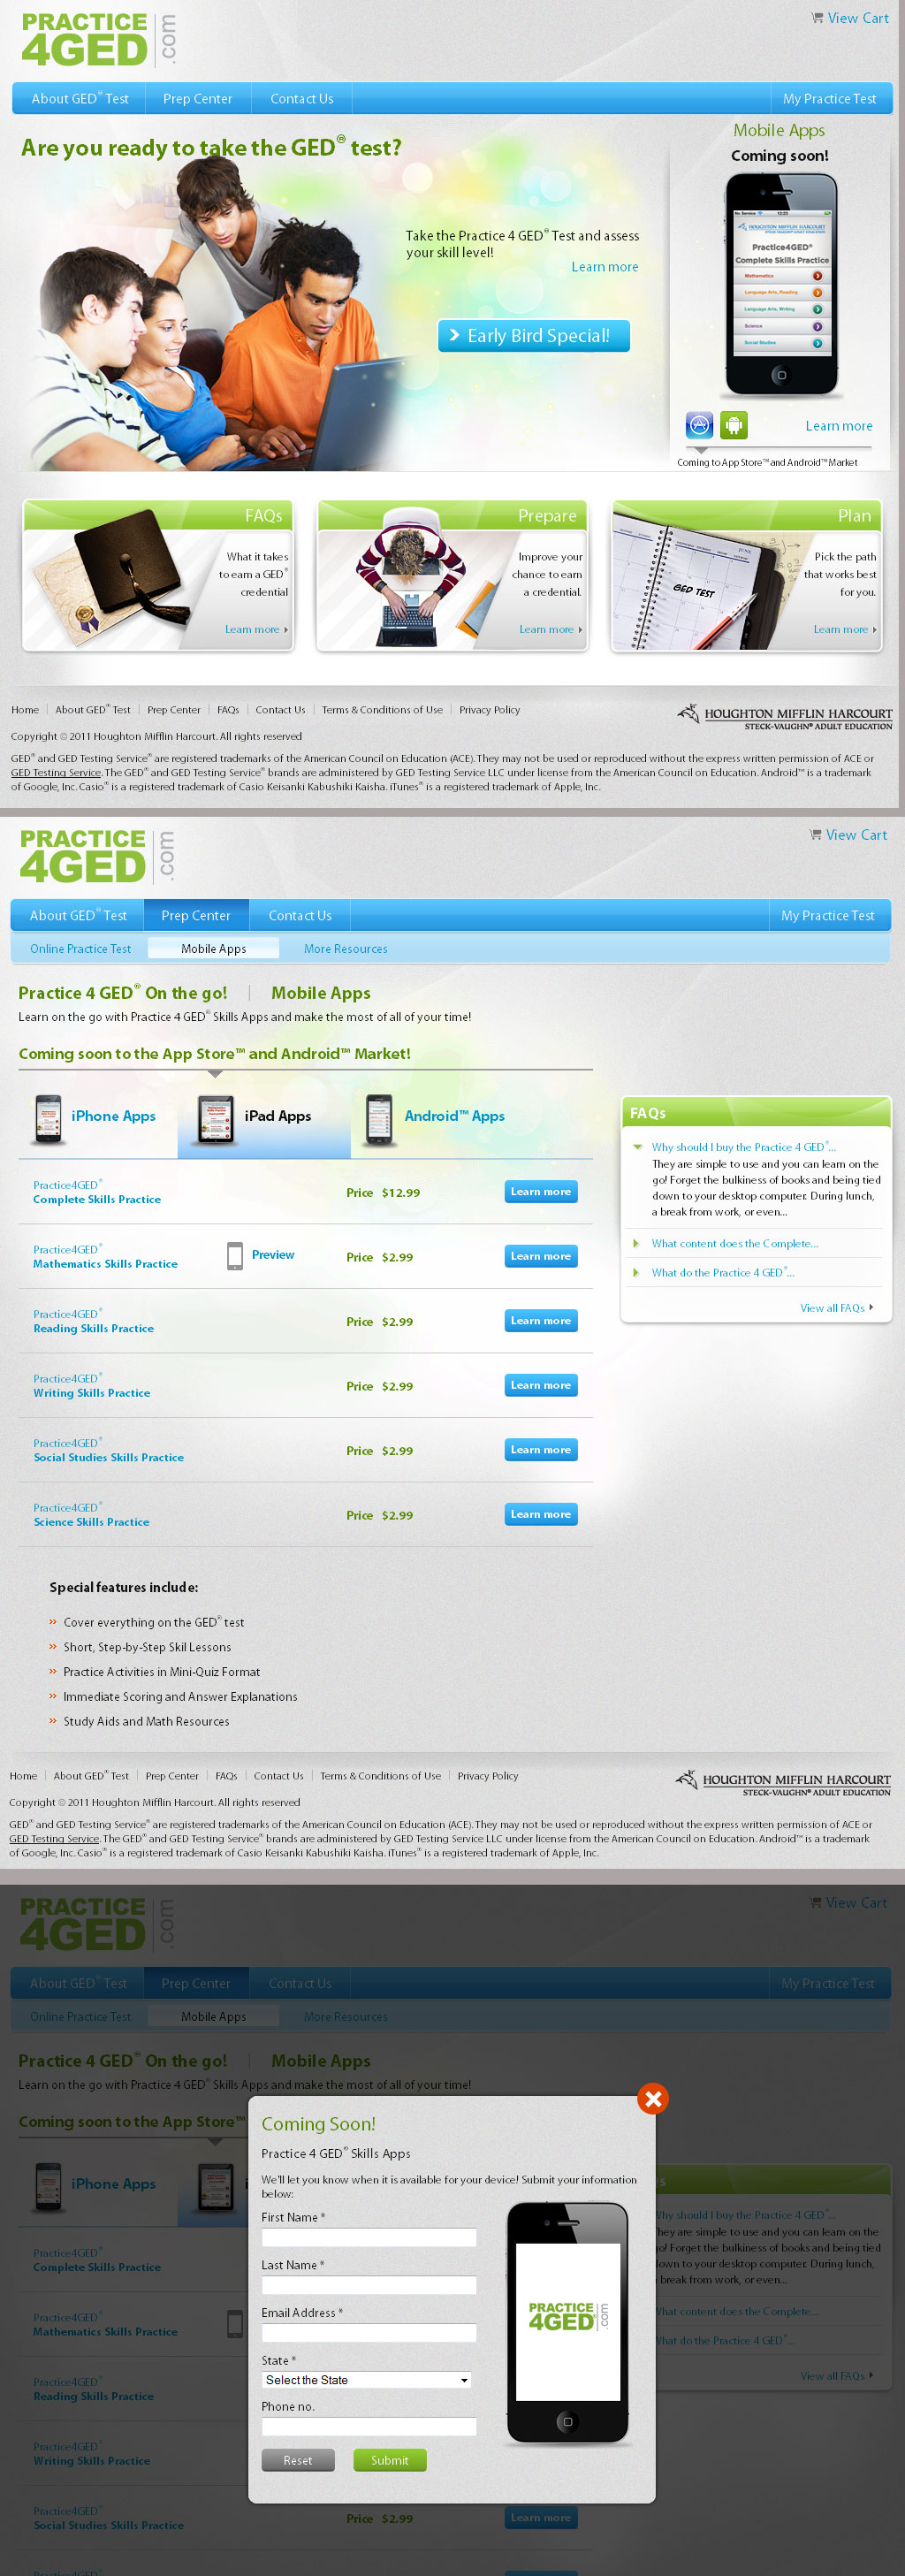 PRACTICE
4GED
.com
View Cart
About GED® Test
Prep Center
Contact Us
My Practice Test
Are you ready to take the GED® test?
Take the Practice 4 GED® Test and assess
your skill level!
Learn more
Early Bird Special!
Mobile Apps
Coming soon!
No Service 12:23
HOUGHTON MIFFLIN HARCOURT
Practice4GED®
Complete Skills Practice
Mathematics
Language Arts, Reading
Language Arts, Writing
Science
Social Studies
Learn more
Coming to App Store™ and Android™ Market
FAQs
What it takes
to earn a GED®
credential
Learn more
Prepare
Improve your
chance to earn
a credential.
Learn more
Plan
JUNE
GED TEST
Pick the path
that works best
for you.
Learn more
Home
About GED® Test
Prep Center
FAQs
Contact Us
Terms & Conditions of Use
Privacy Policy
HOUGHTON MIFFLIN HARCOURT
STECK-VAUGHN® ADULT EDUCATION
Copyright © 2011 Houghton Mifflin Harcourt. All rights reserved
GED® and GED Testing Service® are registered trademarks of the American Council on Education (ACE). They may not be used or reproduced without the express written permission of ACE or
GED Testing Service. The GED® and GED Testing Service® brands are administered by GED Testing Service LLC under license from the American Council on Education. Android™ is a trademark
of Google, Inc. Casio® is a registered trademark of Casio Keisanki Kabushiki Kaisha. iTunes® is a registered trademark of Apple, Inc.
PRACTICE
4GED
.com
View Cart
About GED® Test
Prep Center
Contact Us
My Practice Test
Online Practice Test
Mobile Apps
More Resources
Practice 4 GED® On the go!
Mobile Apps
Learn on the go with Practice 4 GED® Skills Apps and make the most of all of your time!
Coming soon to the App Store™ and Android™ Market!
iPhone Apps
iPad Apps
Android™ Apps
Practice4GED®
Complete Skills Practice
Price $12.99
Learn more
Practice4GED®
Mathematics Skills Practice
Preview
Price $2.99
Learn more
Practice4GED®
Reading Skills Practice
Price $2.99
Learn more
Practice4GED®
Writing Skills Practice
Price $2.99
Learn more
Practice4GED®
Social Studies Skills Practice
Price $2.99
Learn more
Practice4GED®
Science Skills Practice
Price $2.99
Learn more
FAQs
Why should I buy the Practice 4 GED®...
They are simple to use and you can learn on the
go! Forget the bulkiness of books and being tied
down to your desktop computer. During lunch,
a break from work, or even...
What content does the Complete...
What do the Practice 4 GED®...
View all FAQs
Special features include:
Cover everything on the GED® test
Short, Step-by-Step Skil Lessons
Practice Activities in Mini-Quiz Format
Immediate Scoring and Answer Explanations
Study Aids and Math Resources
Home
About GED® Test
Prep Center
FAQs
Contact Us
Terms & Conditions of Use
Privacy Policy
HOUGHTON MIFFLIN HARCOURT
STECK-VAUGHN® ADULT EDUCATION
Copyright © 2011 Houghton Mifflin Harcourt. All rights reserved
GED® and GED Testing Service® are registered trademarks of the American Council on Education (ACE). They may not be used or reproduced without the express written permission of ACE or
GED Testing Service. The GED® and GED Testing Service® brands are administered by GED Testing Service LLC under license from the American Council on Education. Android™ is a trademark
of Google, Inc. Casio® is a registered trademark of Casio Keisanki Kabushiki Kaisha. iTunes® is a registered trademark of Apple, Inc.
PRACTICE
4GED
.com
View Cart
About GED® Test
Prep Center
Contact Us
My Practice Test
Online Practice Test
Mobile Apps
More Resources
Practice 4 GED® On the go!
Mobile Apps
Learn on the go with Practice 4 GED® Skills Apps and make the most of all of your time!
Coming soon to the App Store™
iPhone Apps
Practice4GED®
Complete Skills Practice
Practice4GED®
Mathematics Skills Practice
Practice4GED®
Reading Skills Practice
Practice4GED®
Writing Skills Practice
Practice4GED®
Social Studies Skills Practice
Price $2.99
Learn more
Coming Soon!
Practice 4 GED® Skills Apps
We'll let you know when it is available for your device! Submit your information
below:
First Name *
Last Name *
Email Address *
State *
Select the State
Phone no.
Reset
Submit
PRACTICE
4GED
.com
Why should I buy the Practice 4 GED®...
They are simple to use and you can learn on the
go! Forget the bulkiness of books and being tied
down to your desktop computer. During lunch,
break from work, or even...
What content does the Complete...
What do the Practice 4 GED®...
View all FAQs